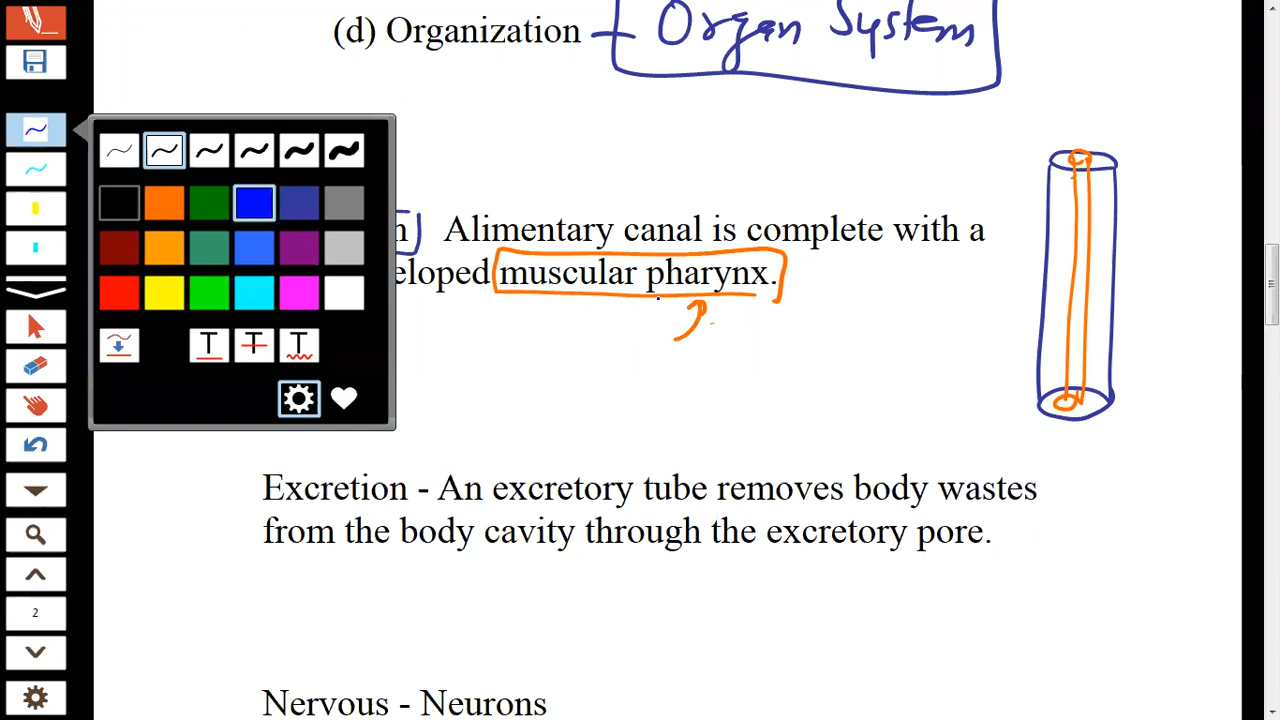 (d) Organization – Organ System
n Alimentary canal is complete with a
eloped muscular pharynx.
Excretion - An excretory tube removes body wastes
from the body cavity through the excretory pore.
Nervous - Neurons
T T T
2